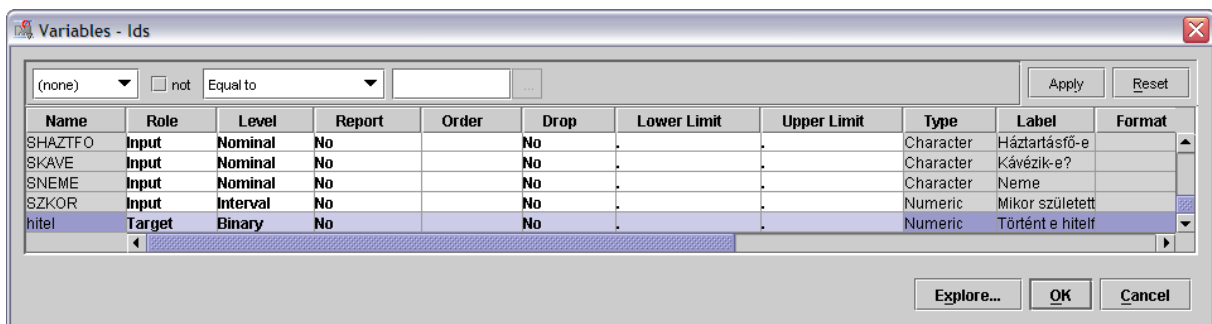 Variables - Ids
(none) not Equal to ... Apply Reset
Name Role Level Report Order Drop Lower Limit Upper Limit Type Label Format
SHAZTFO Input Nominal No No . . Character Háztartásfő-e
SKAVE Input Nominal No No . . Character Kávézik-e?
SNEME Input Nominal No No . . Character Neme
SZKOR Input Interval No No . . Numeric Mikor született
hitel Target Binary No No . . Numeric Történt e hitelf
Explore... OK Cancel